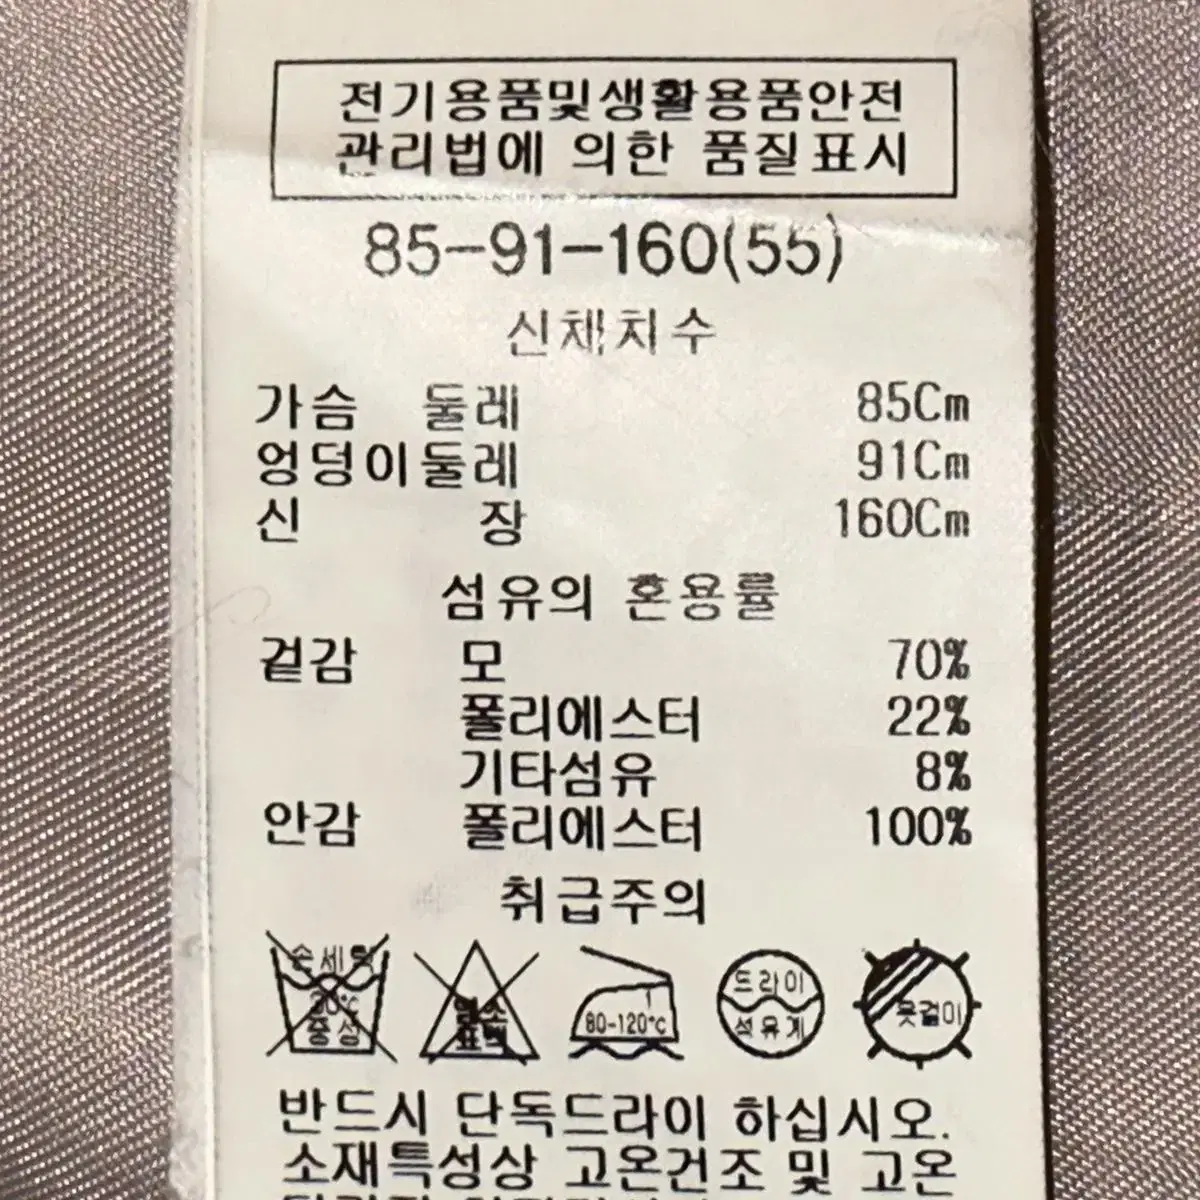 전기용품및생활용품안전
관리법에 의한 품질표시
85-91-160(55)
신체치수
가슴 둘레 85Cm
엉덩이둘레 91Cm
신 장 160Cm
섬유의 혼용률
겉감 모 70%
폴리에스터 22%
기타섬유 8%
안감 폴리에스터 100%
취급주의
손세탁
30℃
중성
염소
표백
80-120℃
드라이
석유계
옷걸이
반드시 단독드라이 하십시오.
소재특성상 고온건조 및 고온